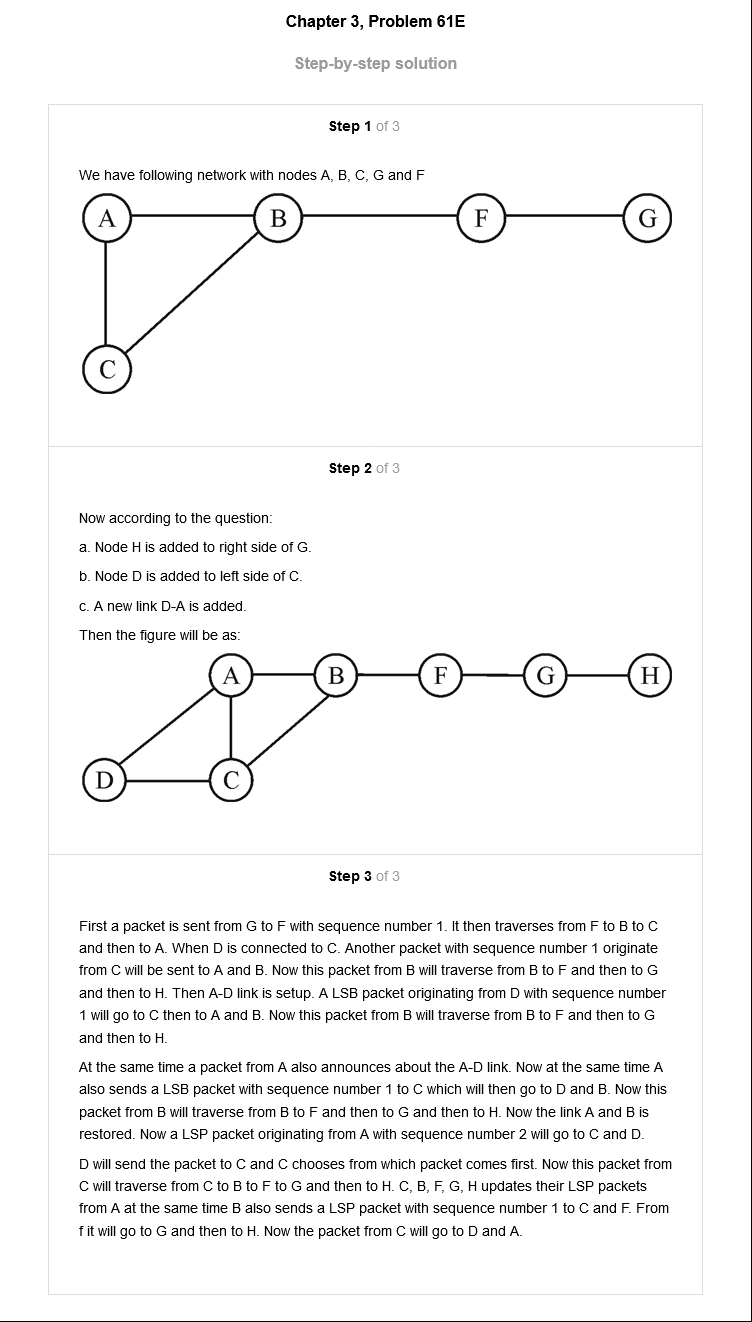 Chapter 3, Problem 61E
Step-by-step solution
Step 1 of 3
We have following network with nodes A, B, C, G and F
A B F G
C
Step 2 of 3
Now according to the question:
a. Node H is added to right side of G.
b. Node D is added to left side of C.
c. A new link D-A is added.
Then the figure will be as:
A B F G H
D C
Step 3 of 3
First a packet is sent from G to F with sequence number 1. It then traverses from F to B to C
and then to A. When D is connected to C. Another packet with sequence number 1 originate
from C will be sent to A and B. Now this packet from B will traverse from B to F and then to G
and then to H. Then A-D link is setup. A LSB packet originating from D with sequence number
1 will go to C then to A and B. Now this packet from B will traverse from B to F and then to G
and then to H.
At the same time a packet from A also announces about the A-D link. Now at the same time A
also sends a LSB packet with sequence number 1 to C which will then go to D and B. Now this
packet from B will traverse from B to F and then to G and then to H. Now the link A and B is
restored. Now a LSP packet originating from A with sequence number 2 will go to C and D.
D will send the packet to C and C chooses from which packet comes first. Now this packet from
C will traverse from C to B to F to G and then to H. C, B, F, G, H updates their LSP packets
from A at the same time B also sends a LSP packet with sequence number 1 to C and F. From
f it will go to G and then to H. Now the packet from C will go to D and A.